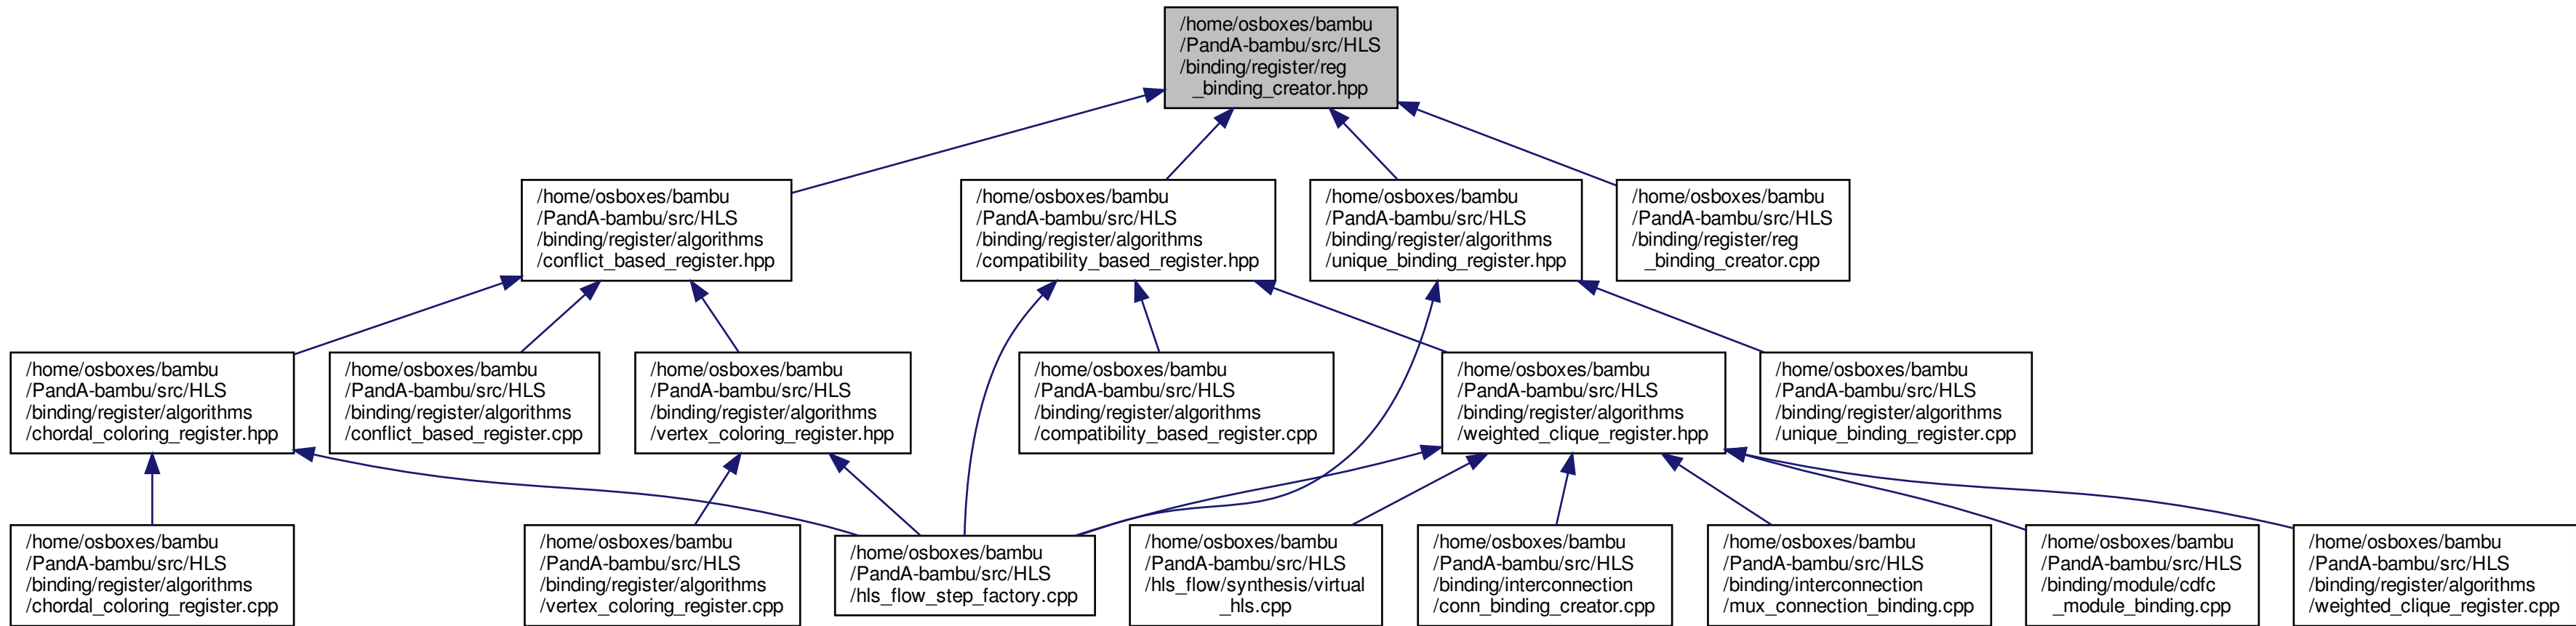 /home/osboxes/bambu
/PandA-bambu/src/HLS
/binding/register/reg
_binding_creator.hpp
/home/osboxes/bambu
/PandA-bambu/src/HLS
/binding/register/algorithms
/conflict_based_register.hpp
/home/osboxes/bambu
/PandA-bambu/src/HLS
/binding/register/algorithms
/compatibility_based_register.hpp
/home/osboxes/bambu
/PandA-bambu/src/HLS
/binding/register/algorithms
/unique_binding_register.hpp
/home/osboxes/bambu
/PandA-bambu/src/HLS
/binding/register/reg
_binding_creator.cpp
/home/osboxes/bambu
/PandA-bambu/src/HLS
/binding/register/algorithms
/chordal_coloring_register.hpp
/home/osboxes/bambu
/PandA-bambu/src/HLS
/binding/register/algorithms
/conflict_based_register.cpp
/home/osboxes/bambu
/PandA-bambu/src/HLS
/binding/register/algorithms
/vertex_coloring_register.hpp
/home/osboxes/bambu
/PandA-bambu/src/HLS
/binding/register/algorithms
/compatibility_based_register.cpp
/home/osboxes/bambu
/PandA-bambu/src/HLS
/binding/register/algorithms
/weighted_clique_register.hpp
/home/osboxes/bambu
/PandA-bambu/src/HLS
/binding/register/algorithms
/unique_binding_register.cpp
/home/osboxes/bambu
/PandA-bambu/src/HLS
/binding/register/algorithms
/chordal_coloring_register.cpp
/home/osboxes/bambu
/PandA-bambu/src/HLS
/binding/register/algorithms
/vertex_coloring_register.cpp
/home/osboxes/bambu
/PandA-bambu/src/HLS
/hls_flow_step_factory.cpp
/home/osboxes/bambu
/PandA-bambu/src/HLS
/hls_flow/synthesis/virtual
_hls.cpp
/home/osboxes/bambu
/PandA-bambu/src/HLS
/binding/interconnection
/conn_binding_creator.cpp
/home/osboxes/bambu
/PandA-bambu/src/HLS
/binding/interconnection
/mux_connection_binding.cpp
/home/osboxes/bambu
/PandA-bambu/src/HLS
/binding/module/cdfc
_module_binding.cpp
/home/osboxes/bambu
/PandA-bambu/src/HLS
/binding/register/algorithms
/weighted_clique_register.cpp